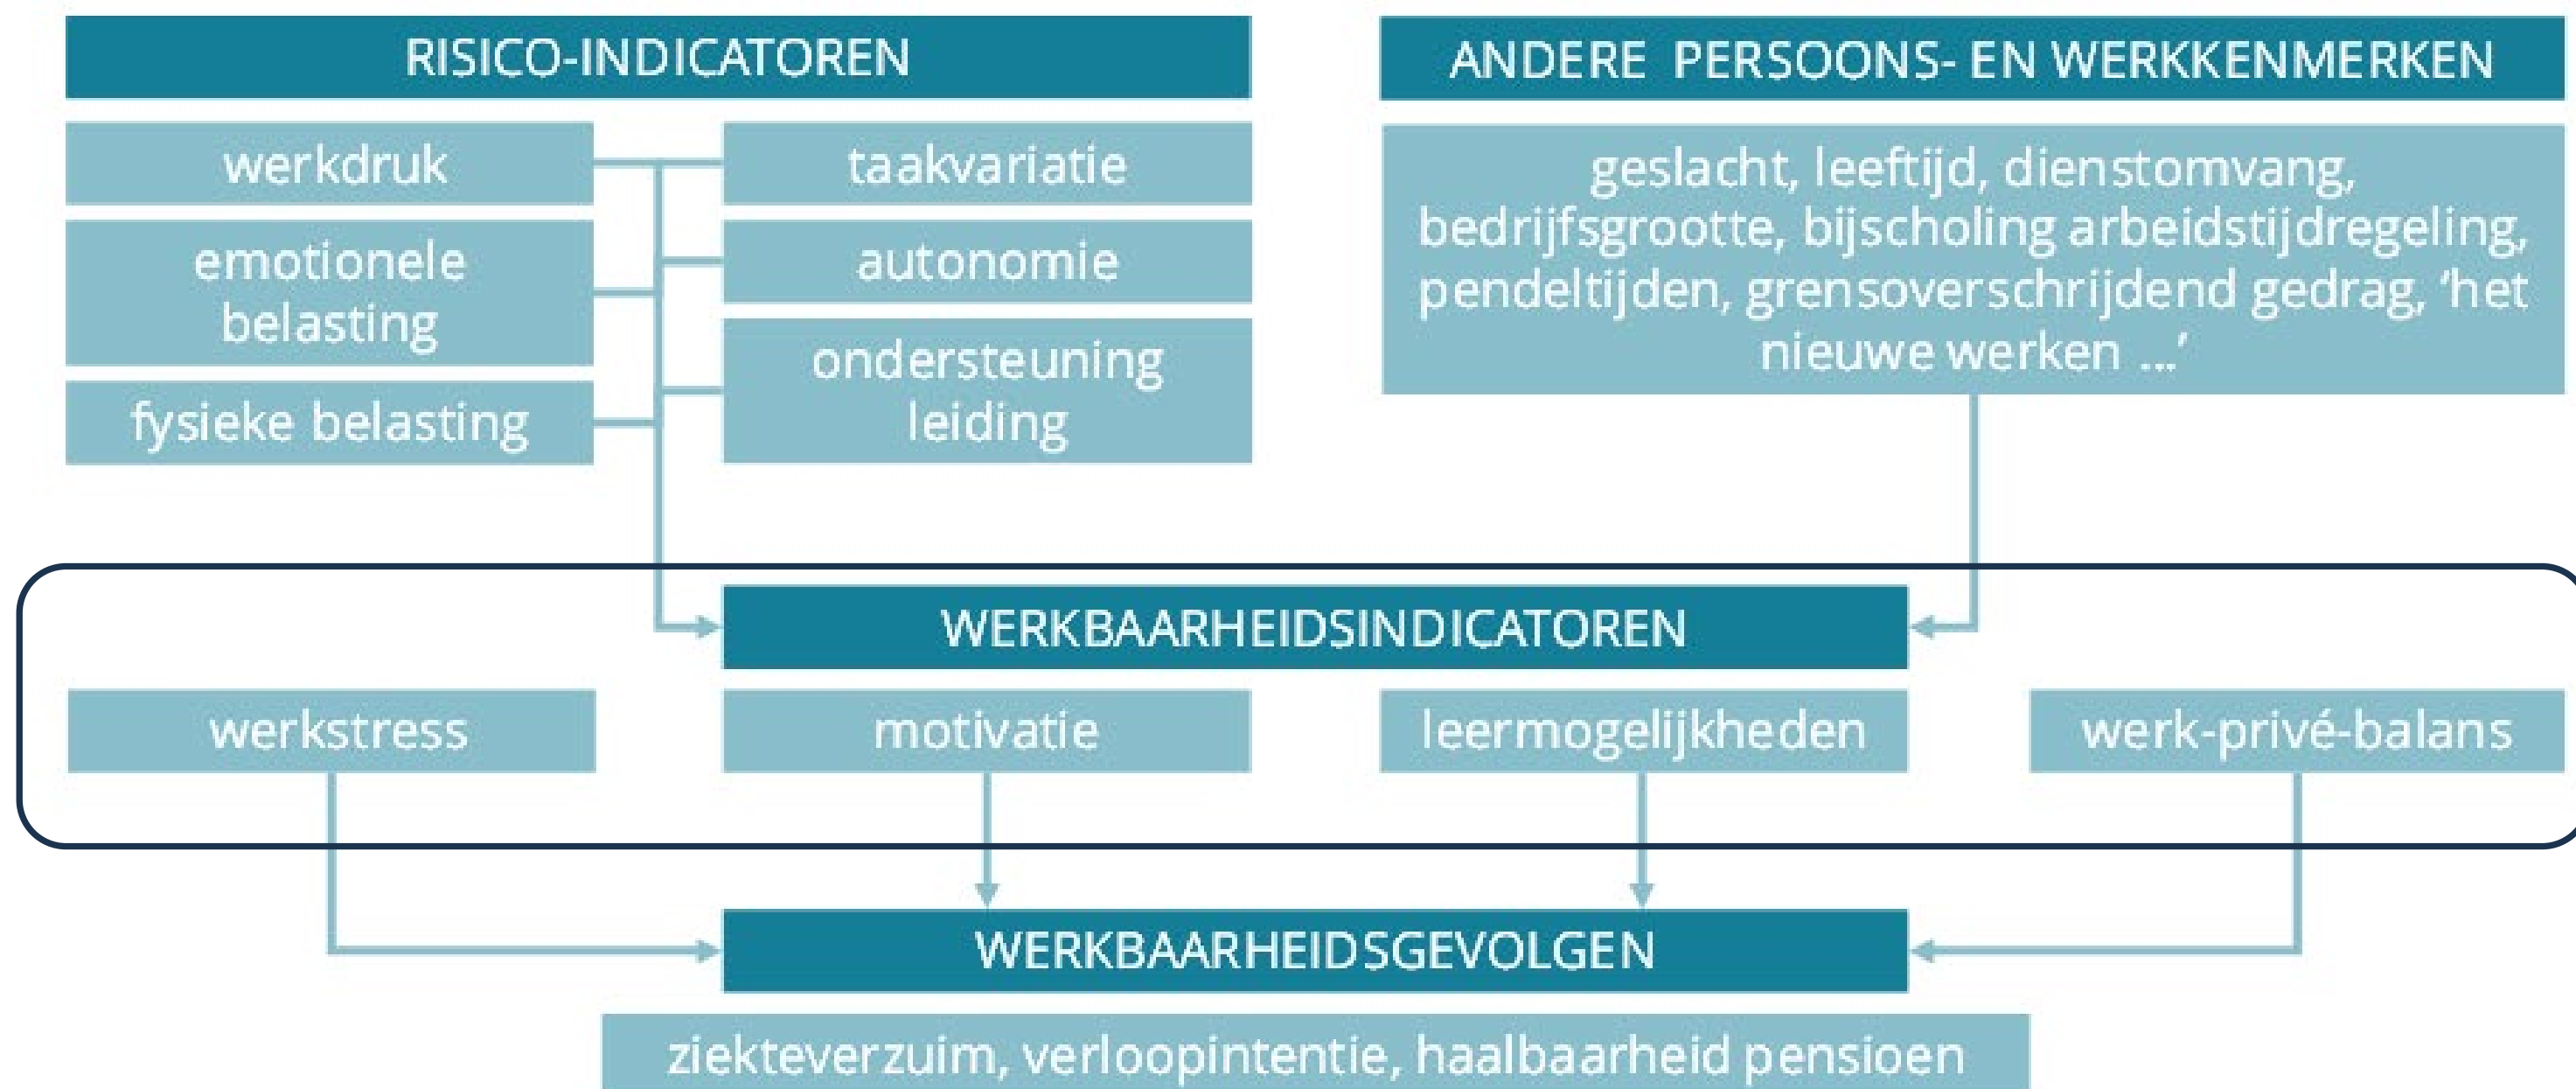 RISICO-INDICATOREN
werkdruk
emotionele
belasting
fysieke belasting
taakvariatie
autonomie
ondersteuning
leiding
ANDERE PERSOONS- EN WERKKENMERKEN
geslacht, leeftijd, dienstomvang,
bedrijfsgrootte, bijscholing arbeidstijdregeling,
pendeltijden, grensoverschrijdend gedrag, ‘het
nieuwe werken ...’
WERKBAARHEIDSINDICATOREN
werkstress
motivatie
leermogelijkheden
werk-privé-balans
WERKBAARHEIDSGEVOLGEN
ziekteverzuim, verloopintentie, haalbaarheid pensioen